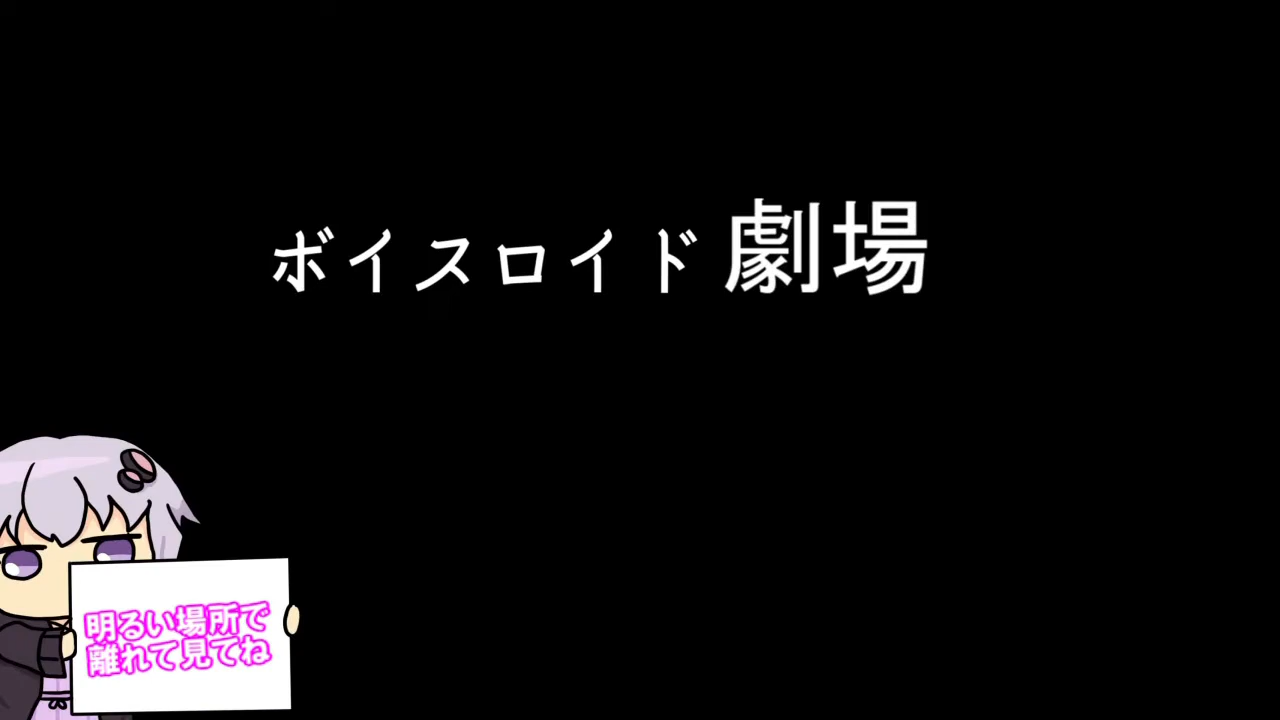 ボイスロイド劇場
明るい場所で
離れて見てね